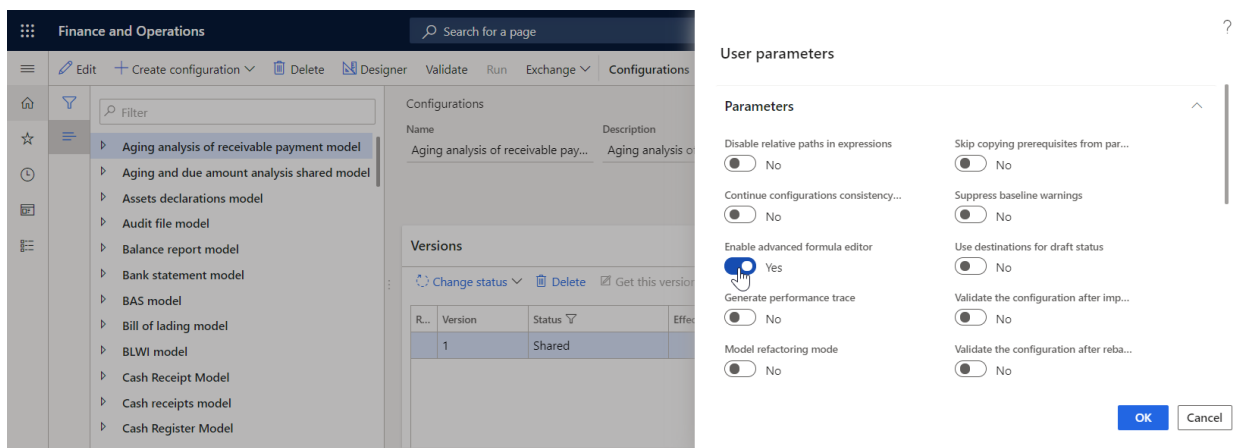 Finance and Operations
Search for a page
Edit
Create configuration
Delete
Designer
Validate
Run
Exchange
Configurations
Filter
Aging analysis of receivable payment model
Aging and due amount analysis shared model
Assets declarations model
Audit file model
Balance report model
Bank statement model
BAS model
Bill of lading model
BLWI model
Cash Receipt Model
Cash receipts model
Cash Register Model
Configurations
Name
Description
Aging analysis of receivable pay...
Aging analysis o
Versions
Change status
Delete
Get this version
R...
Version
Status
Effec
1
Shared
?
User parameters
Parameters
Disable relative paths in expressions
No
Skip copying prerequisites from par...
No
Continue configurations consistency...
No
Suppress baseline warnings
No
Enable advanced formula editor
Yes
Use destinations for draft status
No
Generate performance trace
No
Validate the configuration after imp...
No
Model refactoring mode
No
Validate the configuration after reba...
No
OK
Cancel